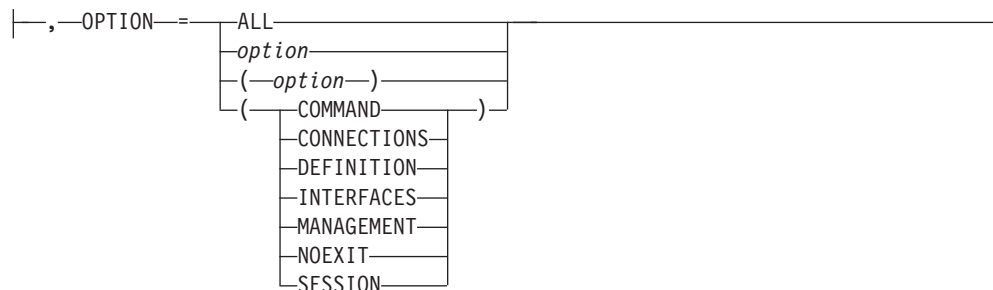 , OPTION = ALL
option
( option )
( COMMAND )
CONNECTIONS
DEFINITION
INTERFACES
MANAGEMENT
NOEXIT
SESSION